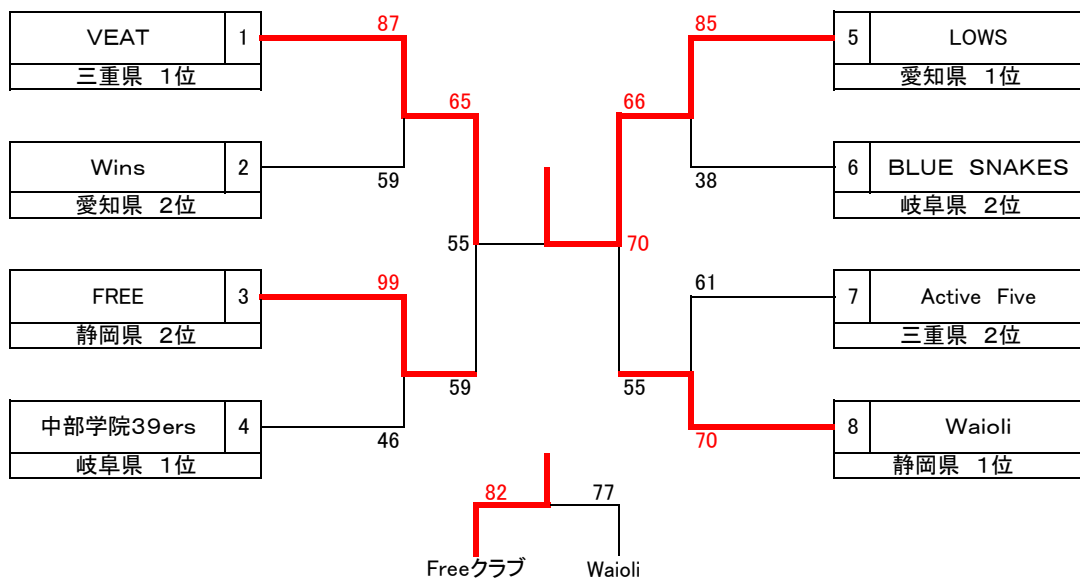 VEAT 1
三重県 1位
87
65
Wins 2
愛知県 2位
59
55
FREE 3
静岡県 2位
99
59
中部学院39ers 4
岐阜県 1位
46
85
5 LOWS
愛知県 1位
66
6 BLUE SNAKES
岐阜県 2位
38
70
61
7 Active Five
三重県 2位
55
8 Waioli
静岡県 1位
70
82 77
Freeクラブ Waioli